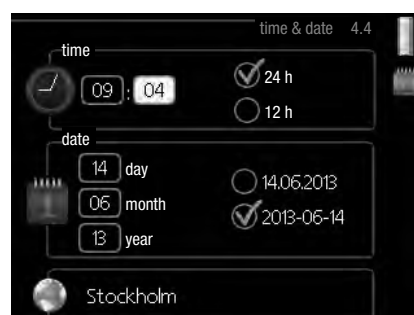 time & date 4.4
time
09 : 04
24 h
12 h
date
14 day
06 month
13 year
14.06.2013
2013-06-14
Stockholm